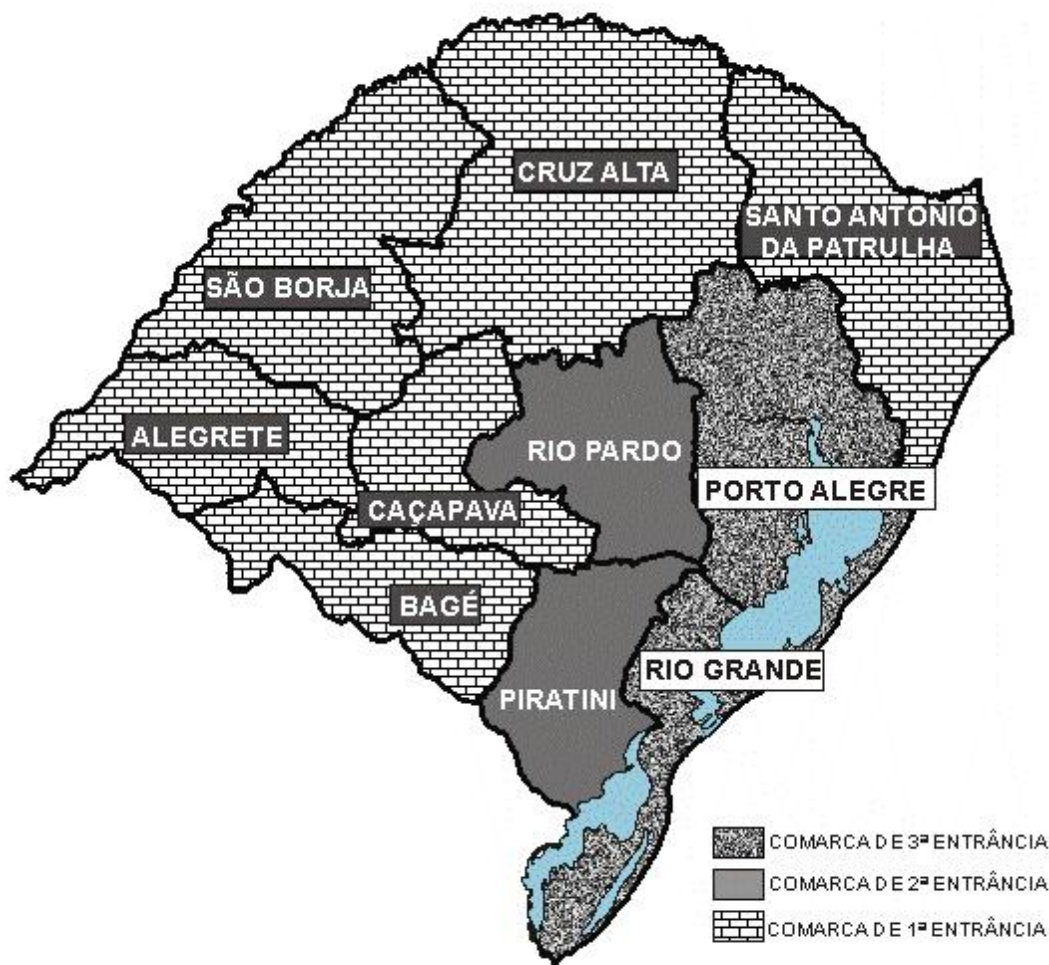 CRUZ ALTA
SANTO ANTONIO
DA PATRULHA
SÃO BORJA
ALEGRETE
RIO PARDO
PORTO ALEGRE
CAÇAPAVA
BAGÉ
RIO GRANDE
PIRATINI
COMARCA DE 3ª ENTRÂNCIA
COMARCA DE 2ª ENTRÂNCIA
COMARCA DE 1ª ENTRÂNCIA